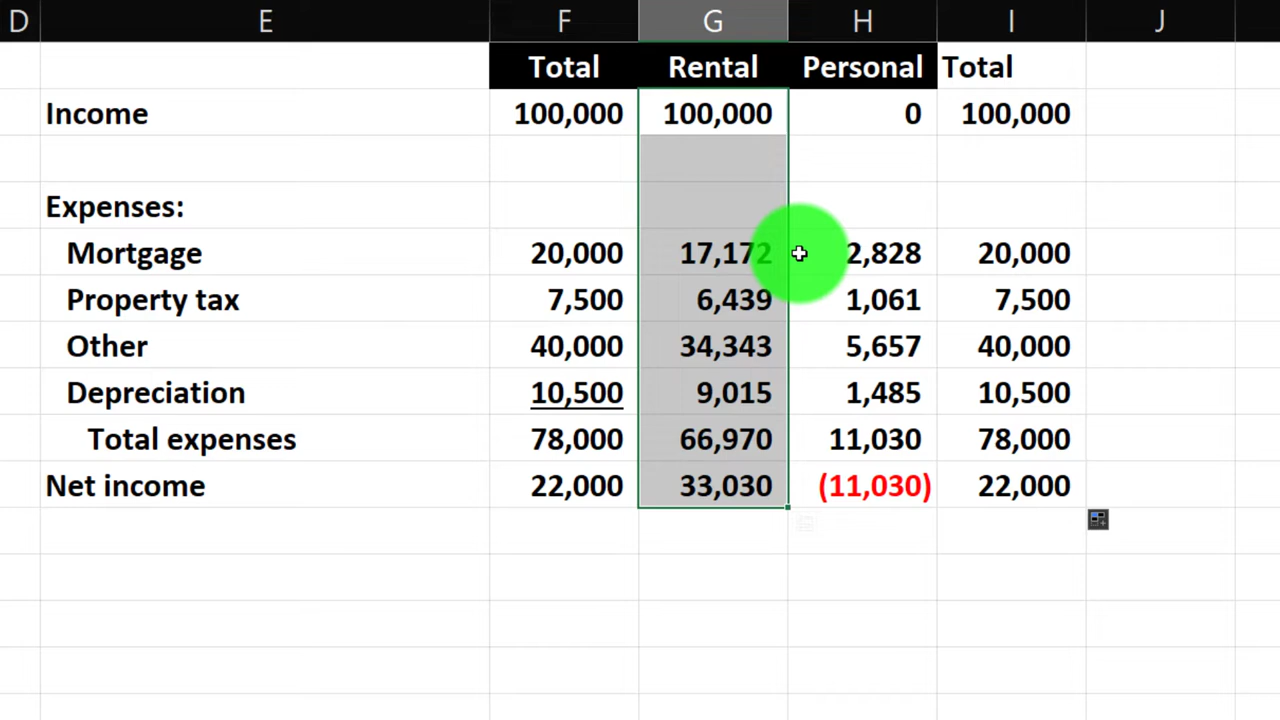 D E F G H I J
Total Rental Personal Total
Income 100,000 100,000 0 100,000
Expenses:
Mortgage 20,000 17,172 2,828 20,000
Property tax 7,500 6,439 1,061 7,500
Other 40,000 34,343 5,657 40,000
Depreciation 10,500 9,015 1,485 10,500
Total expenses 78,000 66,970 11,030 78,000
Net income 22,000 33,030 (11,030) 22,000